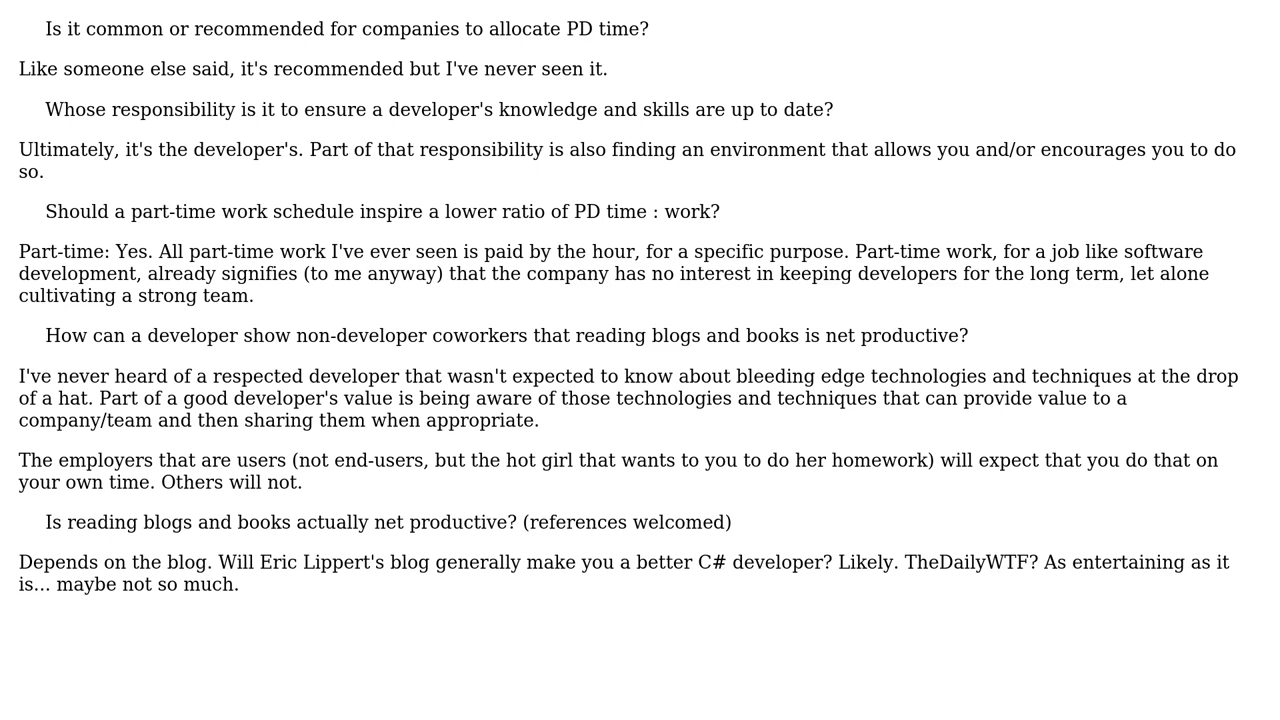 Is it common or recommended for companies to allocate PD time?
Like someone else said, it's recommended but I've never seen it.
Whose responsibility is it to ensure a developer's knowledge and skills are up to date?
Ultimately, it's the developer's. Part of that responsibility is also finding an environment that allows you and/or encourages you to do
so.
Should a part-time work schedule inspire a lower ratio of PD time : work?
Part-time: Yes. All part-time work I've ever seen is paid by the hour, for a specific purpose. Part-time work, for a job like software
development, already signifies (to me anyway) that the company has no interest in keeping developers for the long term, let alone
cultivating a strong team.
How can a developer show non-developer coworkers that reading blogs and books is net productive?
I've never heard of a respected developer that wasn't expected to know about bleeding edge technologies and techniques at the drop
of a hat. Part of a good developer's value is being aware of those technologies and techniques that can provide value to a
company/team and then sharing them when appropriate.
The employers that are users (not end-users, but the hot girl that wants to you to do her homework) will expect that you do that on
your own time. Others will not.
Is reading blogs and books actually net productive? (references welcomed)
Depends on the blog. Will Eric Lippert's blog generally make you a better C# developer? Likely. TheDailyWTF? As entertaining as it
is... maybe not so much.